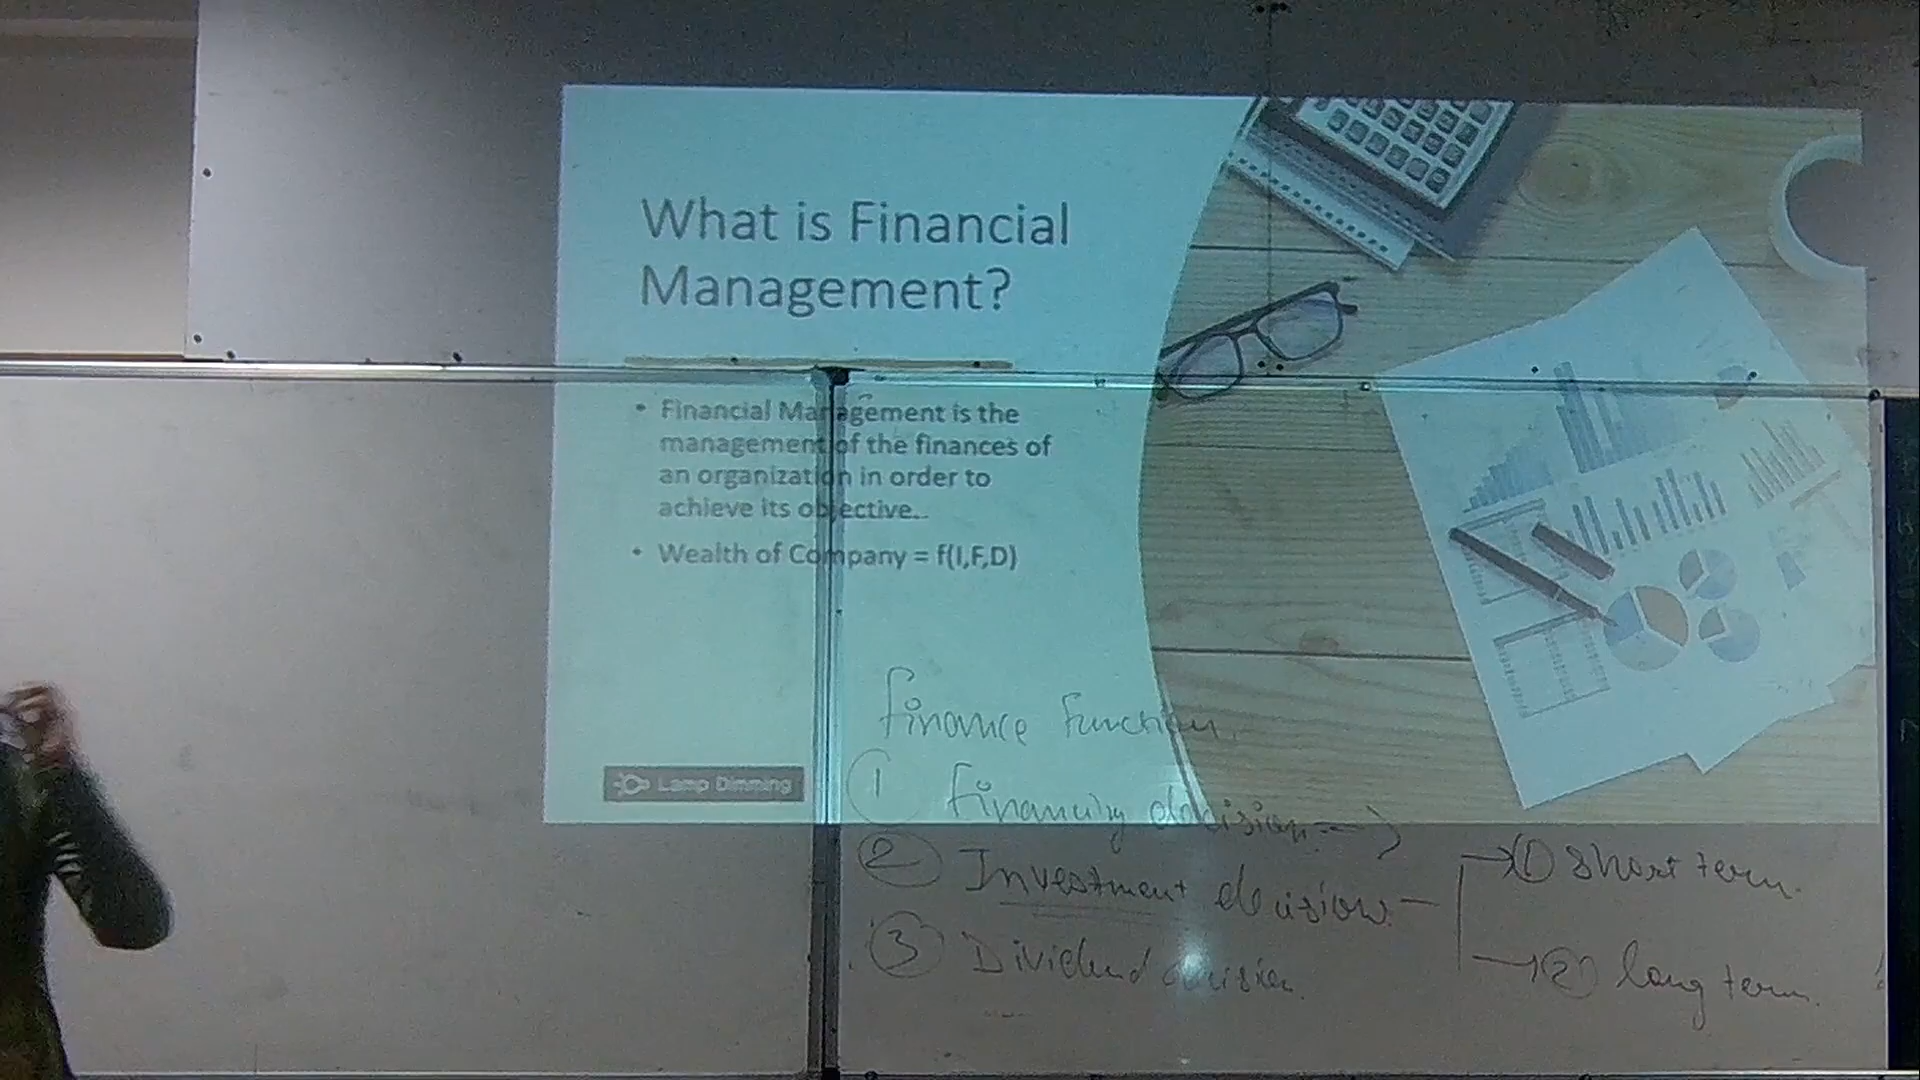 What is Financial
Management?
• Financial Management is the
management of the finances of
an organization in order to
achieve its objective.
• Wealth of Company = f(I,F,D)
Lamp Dimming
finance function.
① financing decision →
② Investment decision — → ① short term.
→ ② long term.
③ Dividend decision.